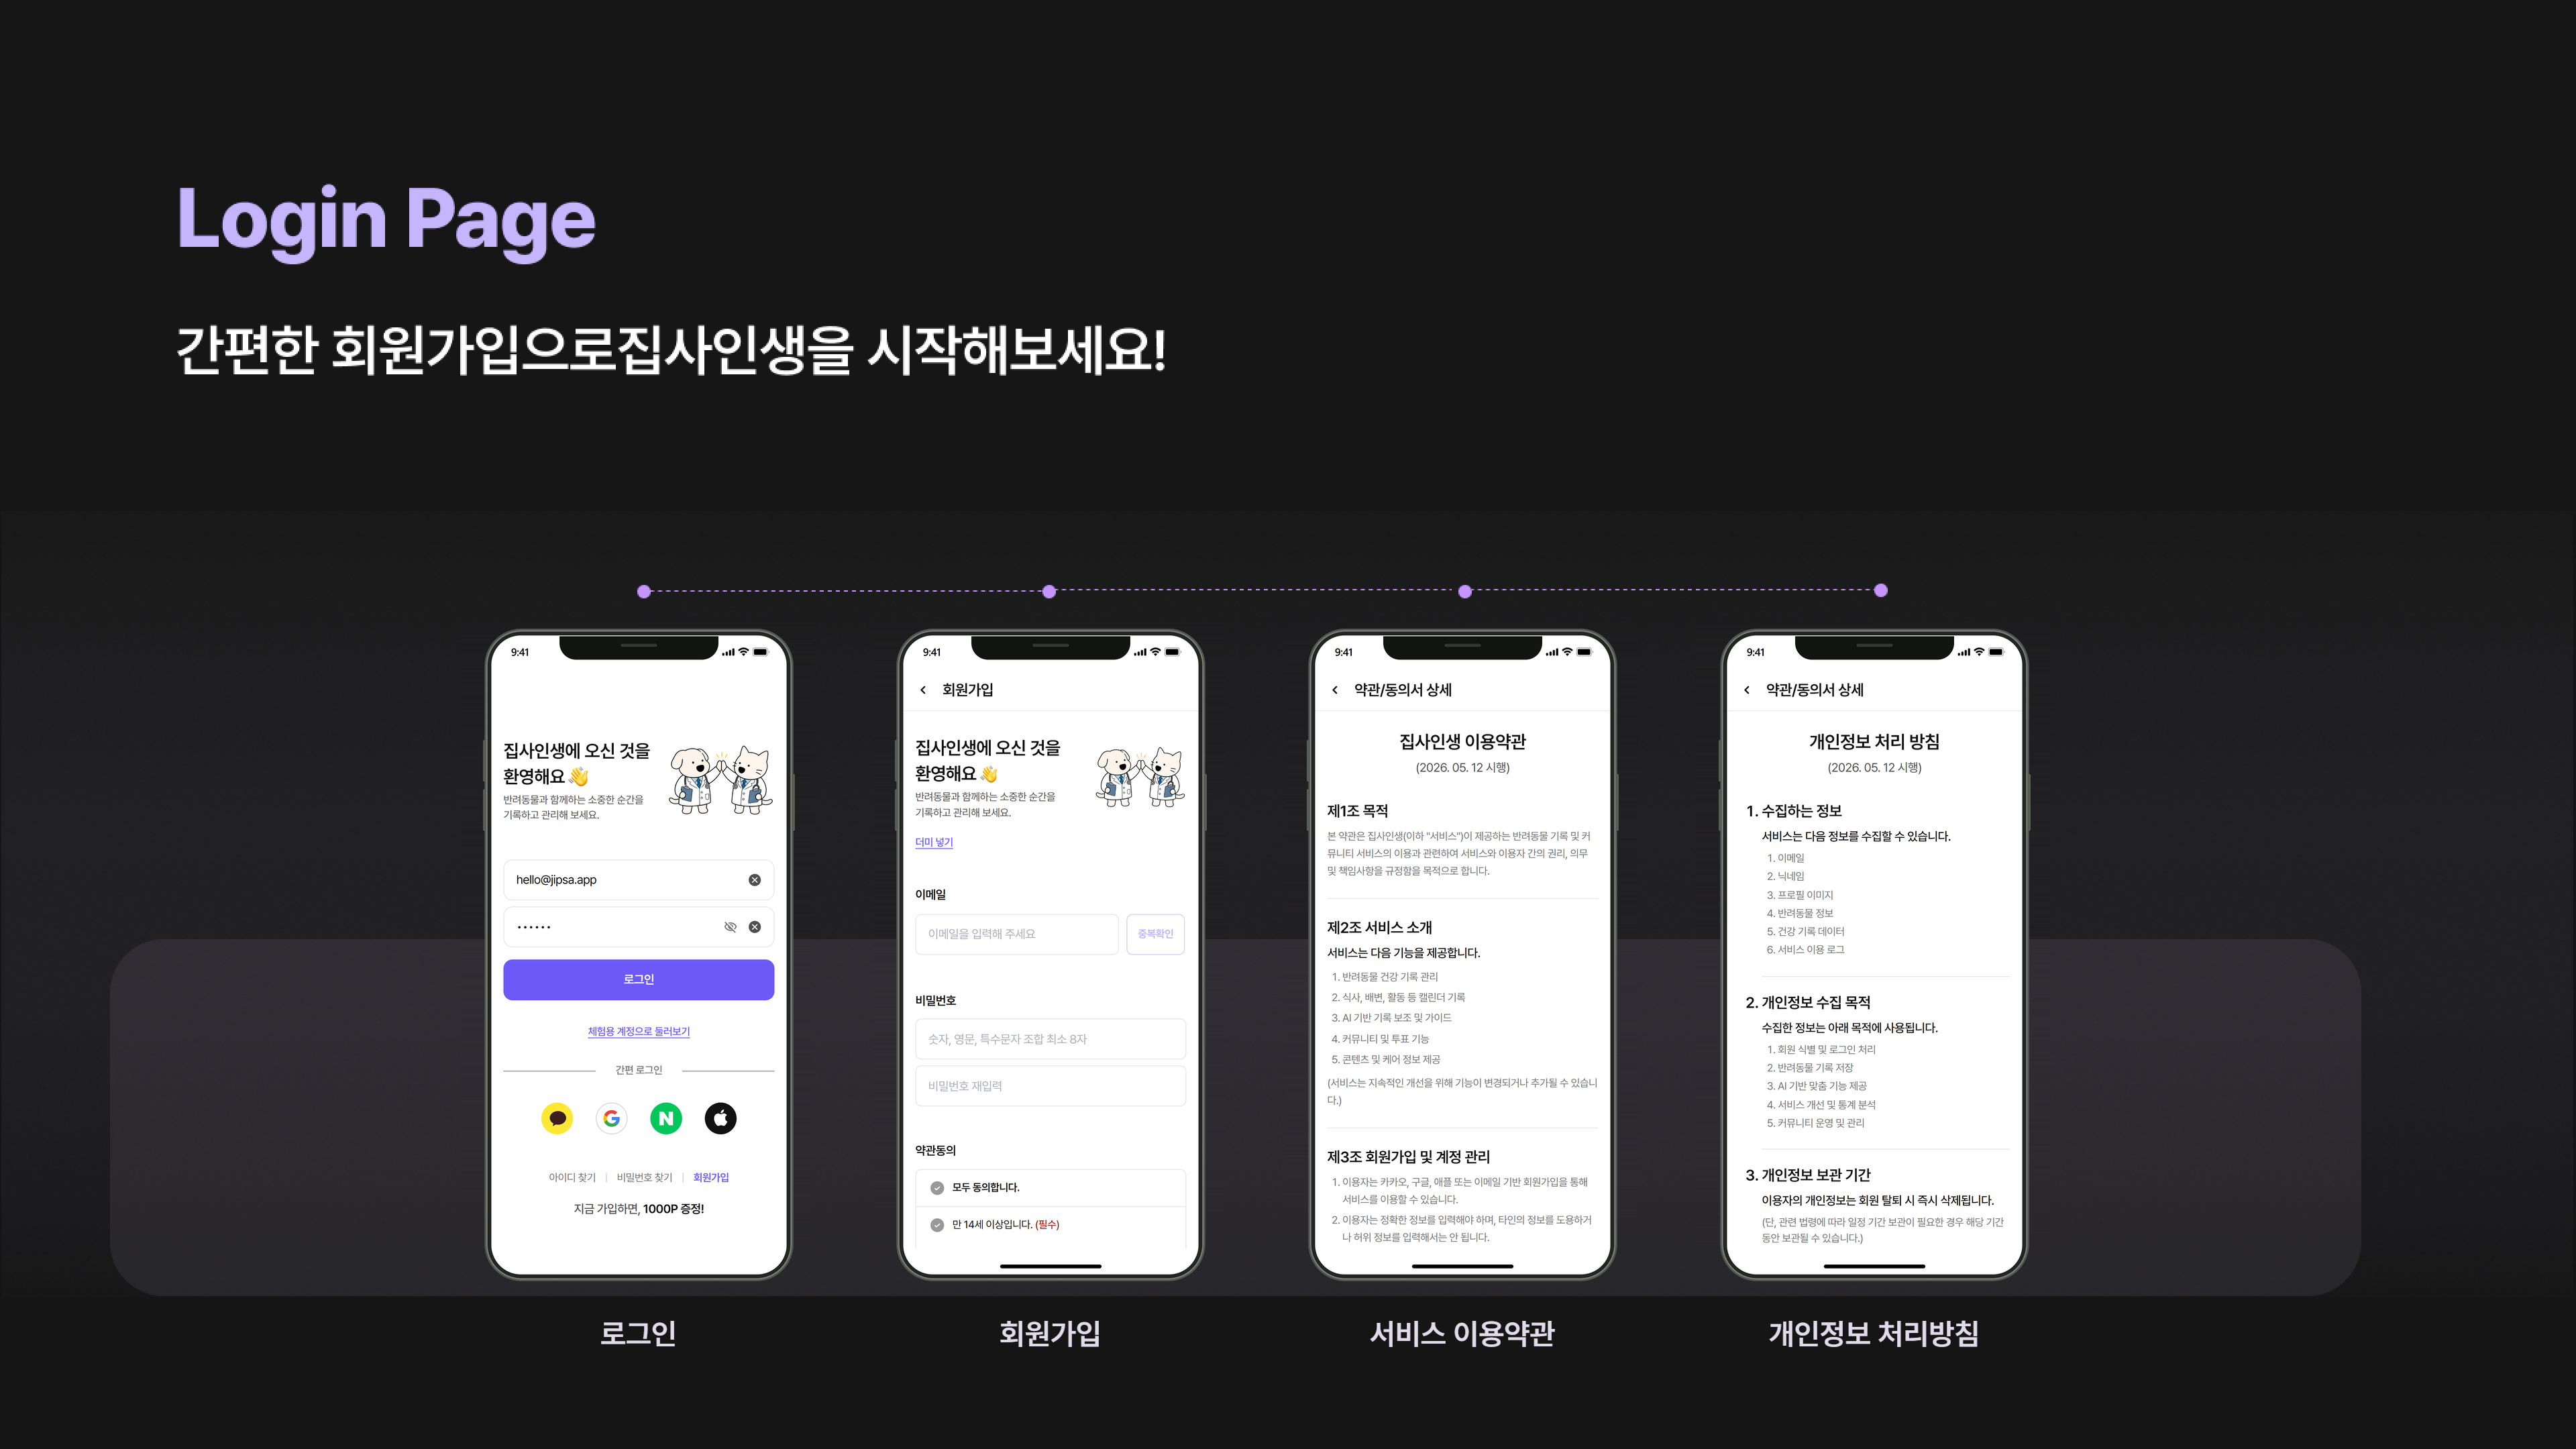 Login Page
간편한 회원가입으로집사인생을 시작해보세요!
9:41
집사인생에 오신 것을
환영해요
반려동물과 함께하는 소중한 순간을
기록하고 관리해 보세요.
hello@jipsa.app
로그인
체험용 계정으로 둘러보기
간편 로그인
N
아이디 찾기 | 비밀번호 찾기 | 회원가입
지금 가입하면, 1000P 증정!
로그인
9:41
회원가입
집사인생에 오신 것을
환영해요
반려동물과 함께하는 소중한 순간을
기록하고 관리해 보세요.
더미 넣기
이메일
이메일을 입력해 주세요
중복확인
비밀번호
숫자, 영문, 특수문자 조합 최소 8자
비밀번호 재입력
약관동의
모두 동의합니다.
만 14세 이상입니다. (필수)
회원가입
9:41
약관/동의서 상세
집사인생 이용약관
(2026. 05. 12 시행)
제1조 목적
본 약관은 집사인생(이하 "서비스")이 제공하는 반려동물 기록 및 커
뮤니티 서비스의 이용과 관련하여 서비스와 이용자 간의 권리, 의무
및 책임사항을 규정함을 목적으로 합니다.
제2조 서비스 소개
서비스는 다음 기능을 제공합니다.
1. 반려동물 건강 기록 관리
2. 식사, 배변, 활동 등 캘린더 기록
3. AI 기반 기록 보조 및 가이드
4. 커뮤니티 및 투표 기능
5. 콘텐츠 및 케어 정보 제공
(서비스는 지속적인 개선을 위해 기능이 변경되거나 추가될 수 있습니
다.)
제3조 회원가입 및 계정 관리
1. 이용자는 카카오, 구글, 애플 또는 이메일 기반 회원가입을 통해
서비스를 이용할 수 있습니다.
2. 이용자는 정확한 정보를 입력해야 하며, 타인의 정보를 도용하거
나 허위 정보를 입력해서는 안 됩니다.
서비스 이용약관
9:41
약관/동의서 상세
개인정보 처리 방침
(2026. 05. 12 시행)
1. 수집하는 정보
서비스는 다음 정보를 수집할 수 있습니다.
1. 이메일
2. 닉네임
3. 프로필 이미지
4. 반려동물 정보
5. 건강 기록 데이터
6. 서비스 이용 로그
2. 개인정보 수집 목적
수집한 정보는 아래 목적에 사용됩니다.
1. 회원 식별 및 로그인 처리
2. 반려동물 기록 저장
3. AI 기반 맞춤 기능 제공
4. 서비스 개선 및 통계 분석
5. 커뮤니티 운영 및 관리
3. 개인정보 보관 기간
이용자의 개인정보는 회원 탈퇴 시 즉시 삭제됩니다.
(단, 관련 법령에 따라 일정 기간 보관이 필요한 경우 해당 기간
동안 보관될 수 있습니다.)
개인정보 처리방침